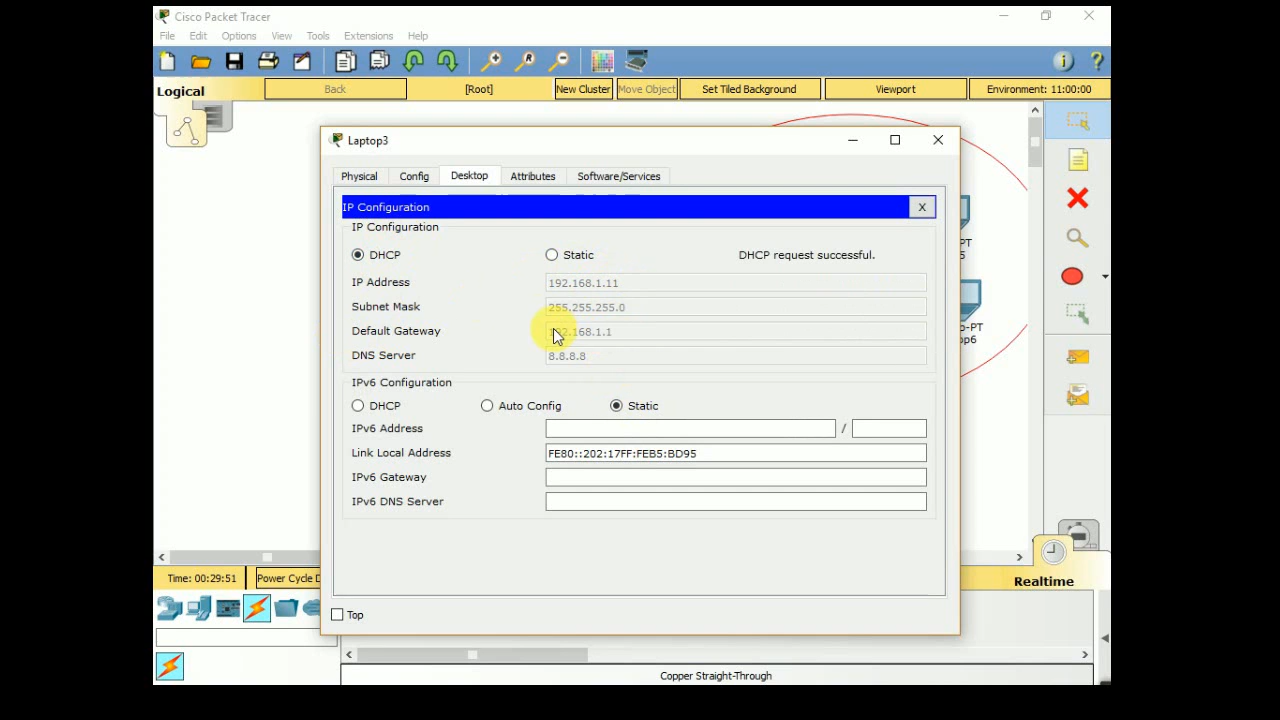 Cisco Packet Tracer
File Edit Options View Tools Extensions Help
i ?
Logical Back [Root] New Cluster Move Object Set Tiled Background Viewport Environment: 11:00:00
Laptop3
Physical Config Desktop Attributes Software/Services
IP Configuration X
IP Configuration
DHCP Static DHCP request successful.
IP Address 192.168.1.11
Subnet Mask 255.255.255.0
Default Gateway 192.168.1.1
DNS Server 8.8.8.8
IPv6 Configuration
DHCP Auto Config Static
IPv6 Address /
Link Local Address FE80::202:17FF:FEB5:BD95
IPv6 Gateway
IPv6 DNS Server
Time: 00:29:51 Power Cycle
Realtime
Top
Copper Straight-Through